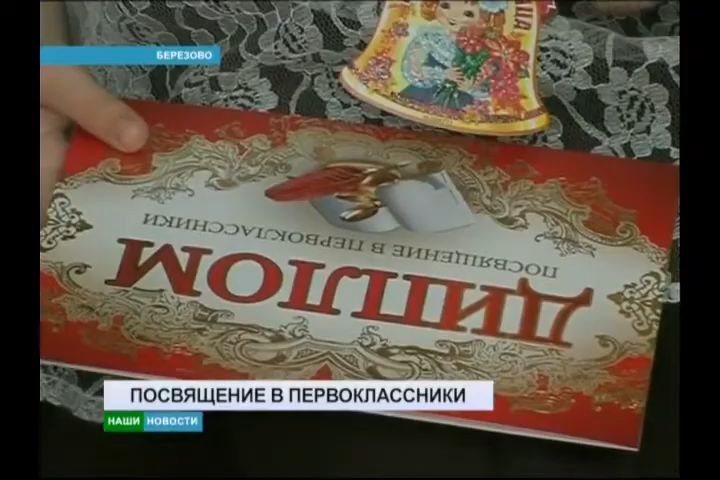 БЕРЕЗОВО
ДИПЛОМ
ПОСВЯЩЕНИЕ В ПЕРВОКЛАССНИКИ
ПОСВЯЩЕНИЕ В ПЕРВОКЛАССНИКИ
НАШИ НОВОСТИ